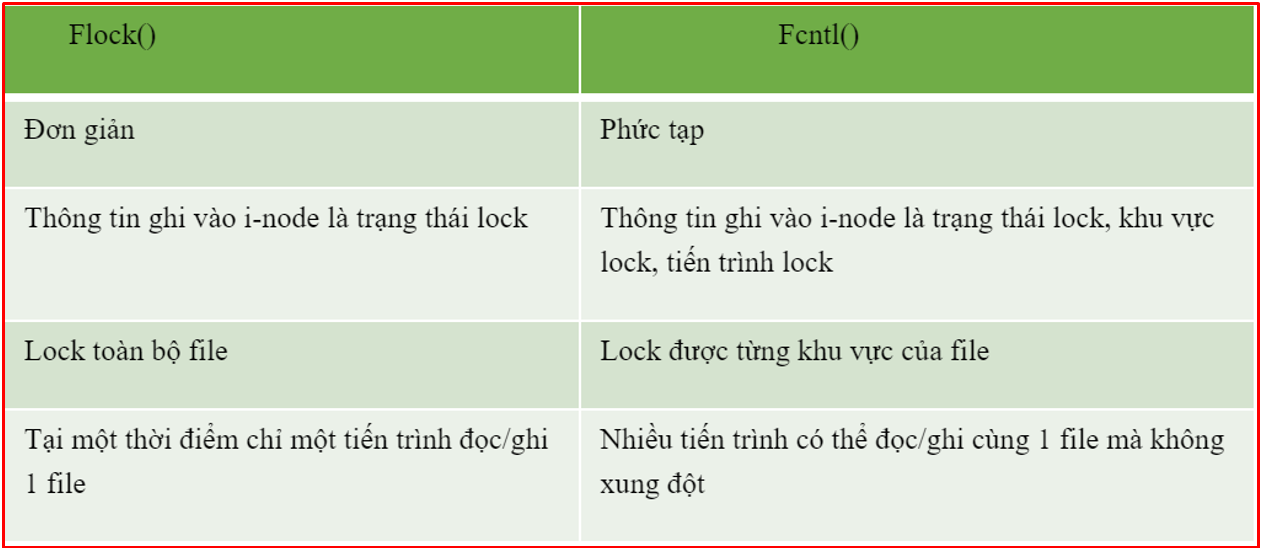 Flock()
Fcntl()
Đơn giản
Phức tạp
Thông tin ghi vào i-node là trạng thái lock
Thông tin ghi vào i-node là trạng thái lock, khu vực
lock, tiến trình lock
Lock toàn bộ file
Lock được từng khu vực của file
Tại một thời điểm chỉ một tiến trình đọc/ghi
1 file
Nhiều tiến trình có thể đọc/ghi cùng 1 file mà không
xung đột